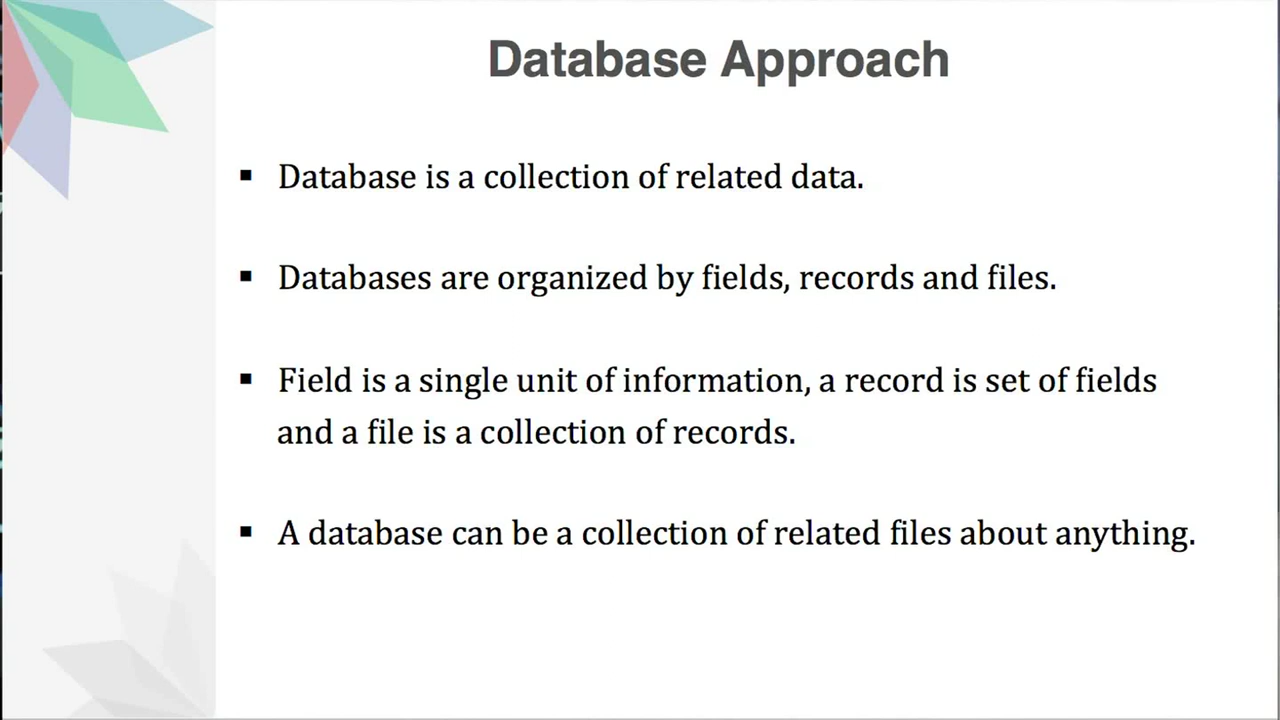 Database Approach
▪ Database is a collection of related data.
▪ Databases are organized by fields, records and files.
▪ Field is a single unit of information, a record is set of fields
and a file is a collection of records.
▪ A database can be a collection of related files about anything.